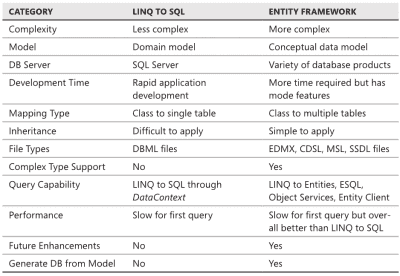 CATEGORY LINQ TO SQL ENTITY FRAMEWORK
Complexity Less complex More complex
Model Domain model Conceptual data model
DB Server SQL Server Variety of database products
Development Time Rapid application More time required but has
development mode features
Mapping Type Class to single table Class to multiple tables
Inheritance Difficult to apply Simple to apply
File Types DBML files EDMX, CDSL, MSL, SSDL files
Complex Type Support No Yes
Query Capability LINQ to SQL through LINQ to Entities, ESQL,
DataContext Object Services, Entity Client
Performance Slow for first query Slow for first query but over-
all better than LINQ to SQL
Future Enhancements No Yes
Generate DB from Model No Yes